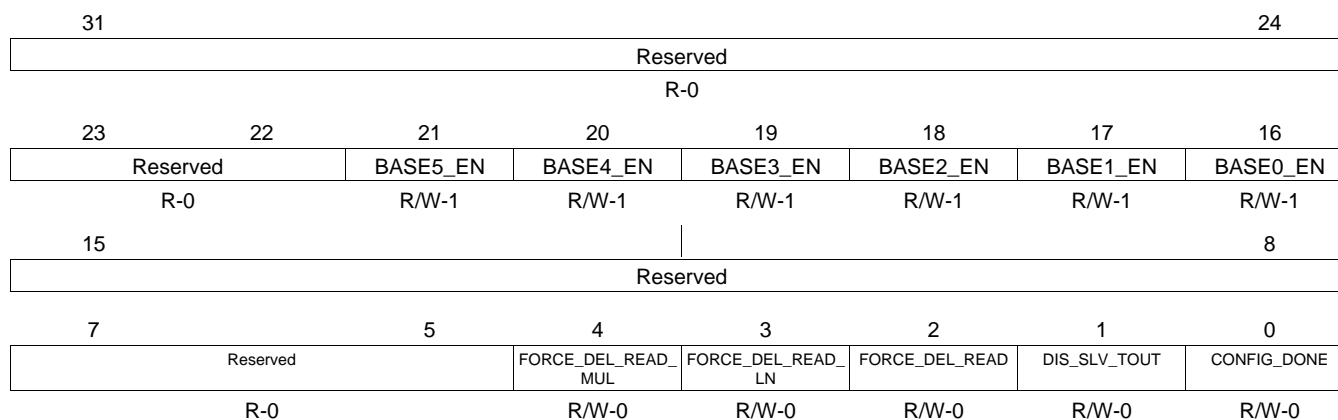 31 24
Reserved
R-0
23 22 21 20 19 18 17 16
Reserved BASE5_EN BASE4_EN BASE3_EN BASE2_EN BASE1_EN BASE0_EN
R-0 R/W-1 R/W-1 R/W-1 R/W-1 R/W-1 R/W-1
15 8
Reserved
7 5 4 3 2 1 0
Reserved FORCE_DEL_READ_ FORCE_DEL_READ_ FORCE_DEL_READ DIS_SLV_TOUT CONFIG_DONE
MUL LN
R-0 R/W-0 R/W-0 R/W-0 R/W-0 R/W-0